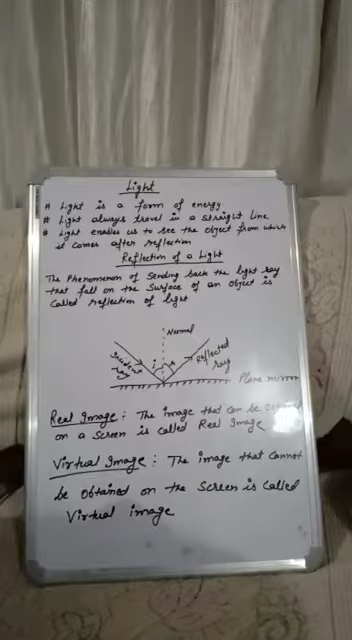 Light
# Light is a form of energy
# Light always travel in a straight line
# Light enables us to see the object from which
it comes after reflection
Reflection of a Light
The Phenomenon of Sending back the light ray
that fall on the Surface of an object is
Called reflection of light
Normal
Incident ray
i
r
Reflected ray
Plane mirror
Real Image : The image that can be
on a Screen is called Real Image
Virtual Image : The image that cannot
be obtained on the Screen is Called
Virtual image